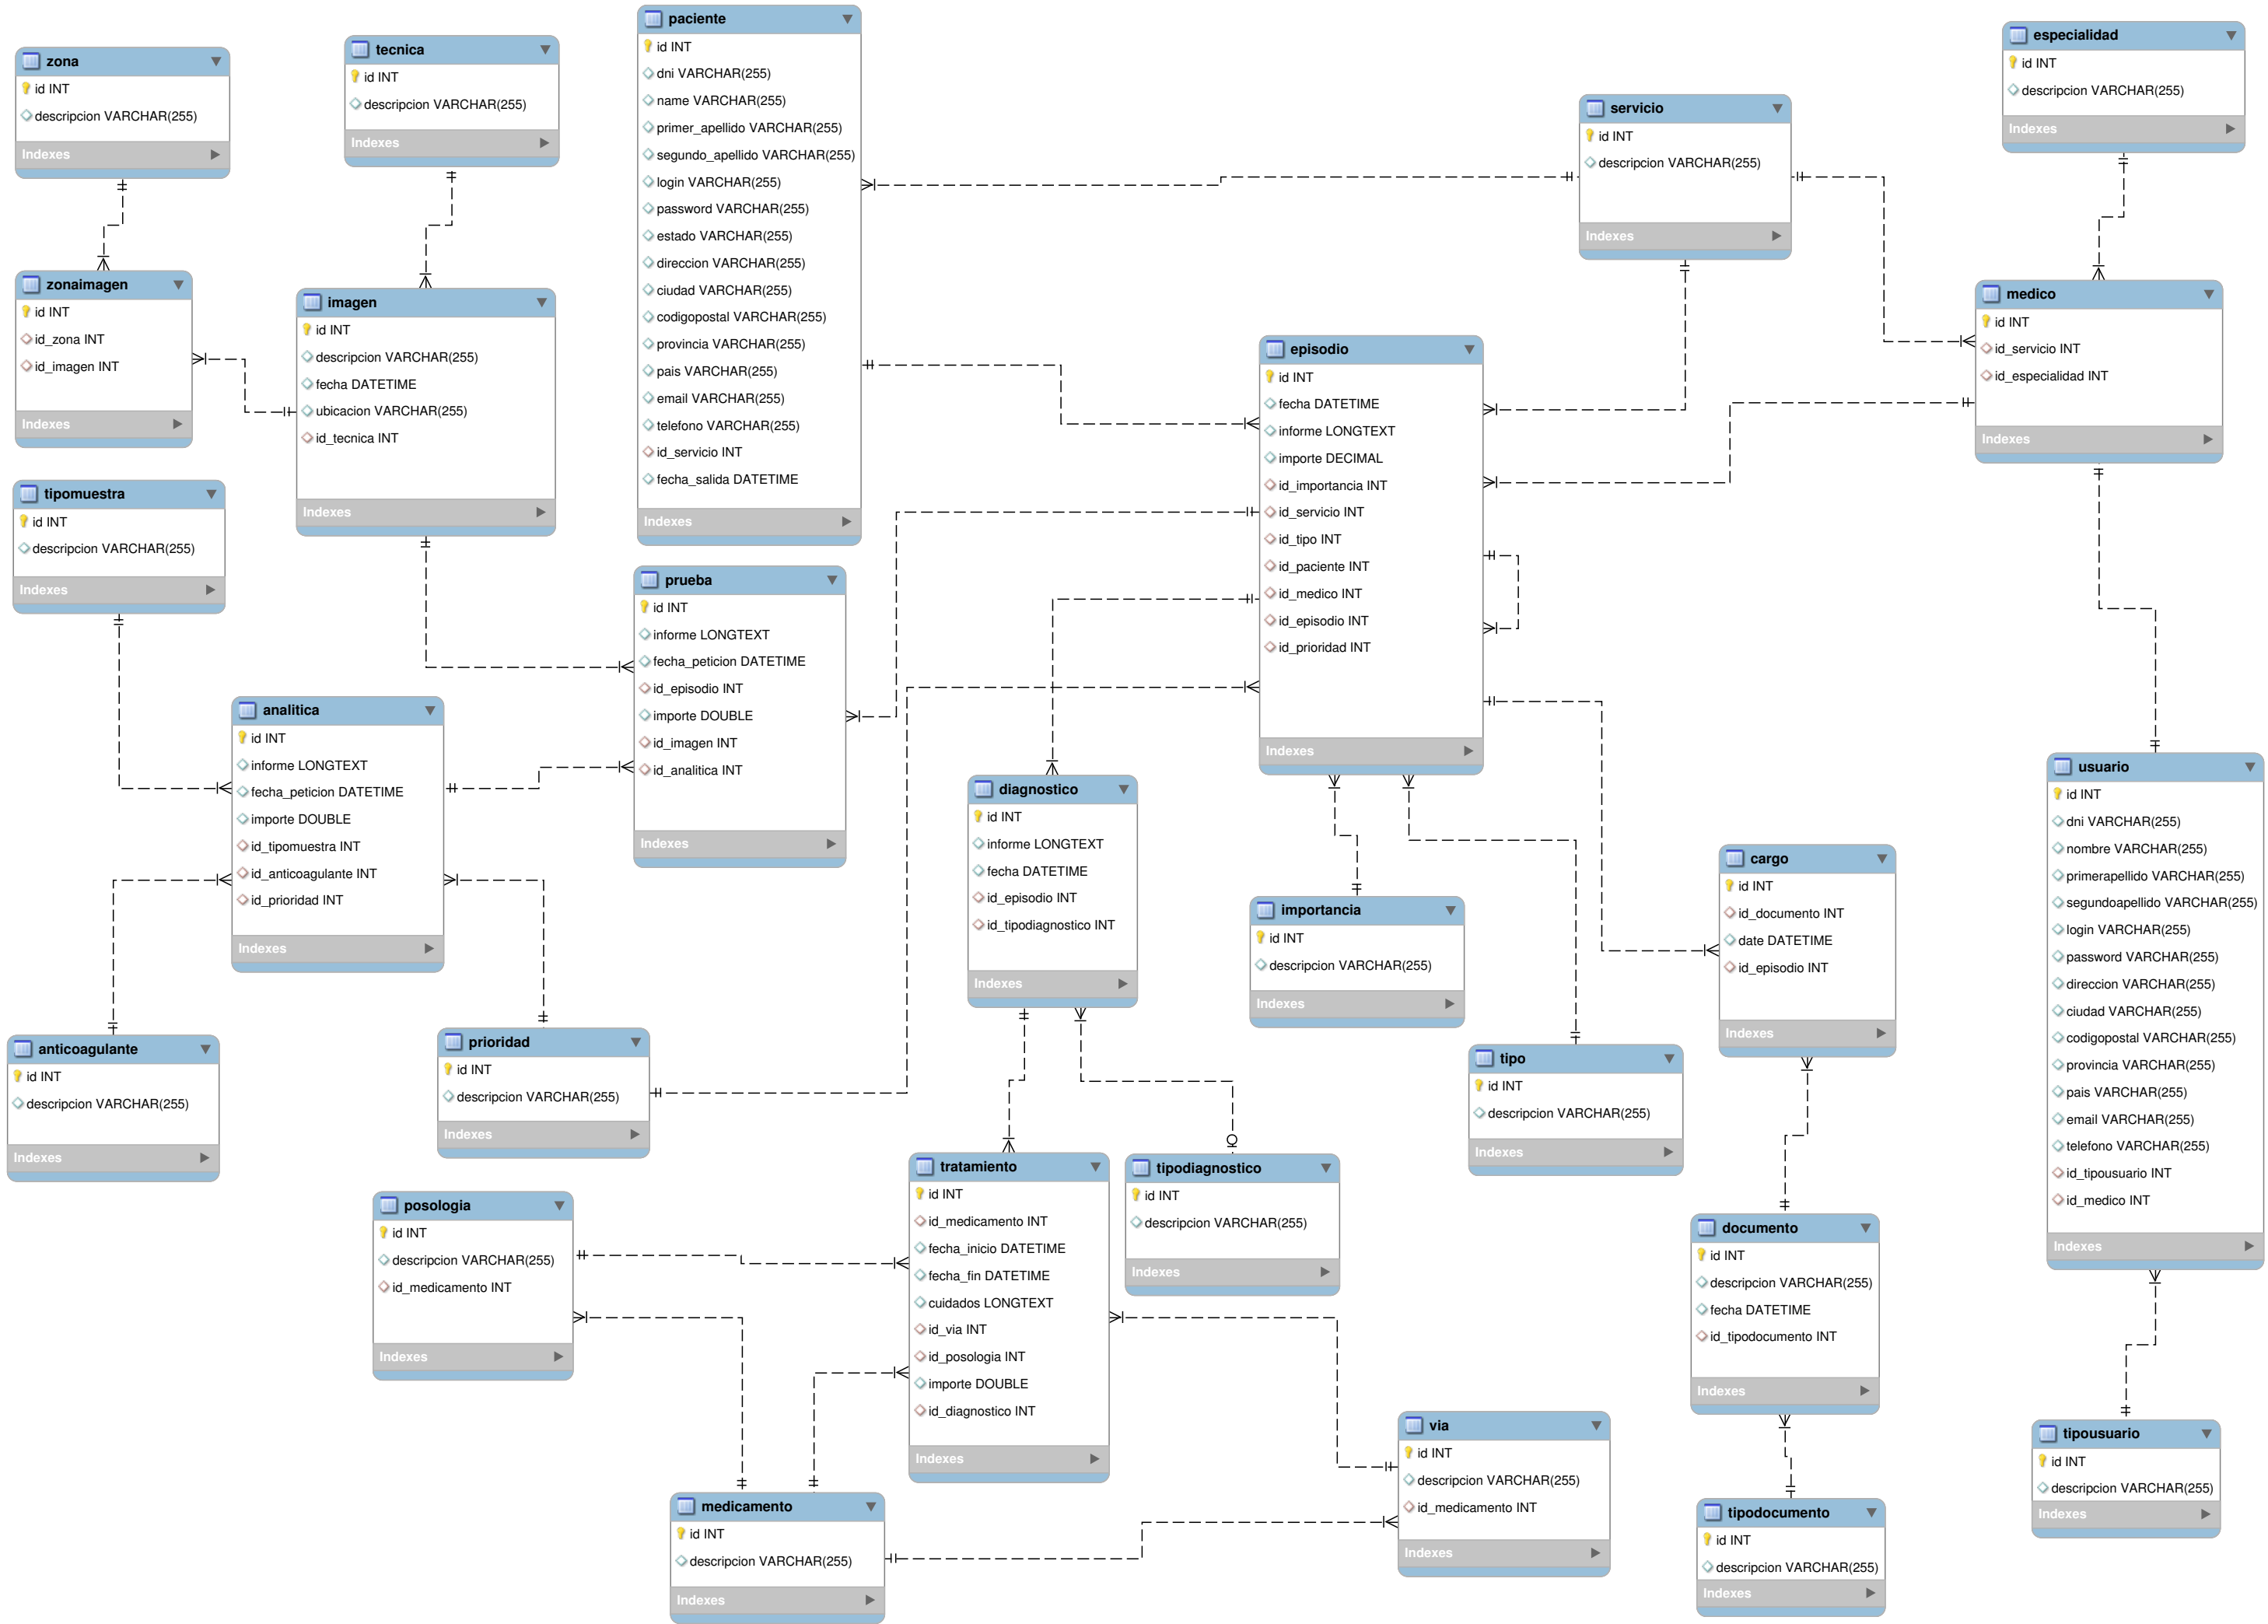 zona
id INT
descripcion VARCHAR(255)
Indexes
tecnica
id INT
descripcion VARCHAR(255)
Indexes
paciente
id INT
dni VARCHAR(255)
name VARCHAR(255)
primer_apellido VARCHAR(255)
segundo_apellido VARCHAR(255)
login VARCHAR(255)
password VARCHAR(255)
estado VARCHAR(255)
direccion VARCHAR(255)
ciudad VARCHAR(255)
codigopostal VARCHAR(255)
provincia VARCHAR(255)
pais VARCHAR(255)
email VARCHAR(255)
telefono VARCHAR(255)
id_servicio INT
fecha_salida DATETIME
Indexes
servicio
id INT
descripcion VARCHAR(255)
Indexes
especialidad
id INT
descripcion VARCHAR(255)
Indexes
zonaimagen
id INT
id_zona INT
id_imagen INT
Indexes
imagen
id INT
descripcion VARCHAR(255)
fecha DATETIME
ubicacion VARCHAR(255)
id_tecnica INT
Indexes
episodio
id INT
fecha DATETIME
informe LONGTEXT
importe DECIMAL
id_importancia INT
id_servicio INT
id_tipo INT
id_paciente INT
id_medico INT
id_episodio INT
id_prioridad INT
Indexes
medico
id INT
id_servicio INT
id_especialidad INT
Indexes
tipomuestra
id INT
descripcion VARCHAR(255)
Indexes
prueba
id INT
informe LONGTEXT
fecha_peticion DATETIME
id_episodio INT
importe DOUBLE
id_imagen INT
id_analitica INT
Indexes
analitica
id INT
informe LONGTEXT
fecha_peticion DATETIME
importe DOUBLE
id_tipomuestra INT
id_anticoagulante INT
id_prioridad INT
Indexes
diagnostico
id INT
informe LONGTEXT
fecha DATETIME
id_episodio INT
id_tipodiagnostico INT
Indexes
importancia
id INT
descripcion VARCHAR(255)
Indexes
cargo
id INT
id_documento INT
date DATETIME
id_episodio INT
Indexes
usuario
id INT
dni VARCHAR(255)
nombre VARCHAR(255)
primerapellido VARCHAR(255)
segundoapellido VARCHAR(255)
login VARCHAR(255)
password VARCHAR(255)
direccion VARCHAR(255)
ciudad VARCHAR(255)
codigopostal VARCHAR(255)
provincia VARCHAR(255)
pais VARCHAR(255)
email VARCHAR(255)
telefono VARCHAR(255)
id_tipousuario INT
id_medico INT
Indexes
anticoagulante
id INT
descripcion VARCHAR(255)
Indexes
prioridad
id INT
descripcion VARCHAR(255)
Indexes
tipo
id INT
descripcion VARCHAR(255)
Indexes
posologia
id INT
descripcion VARCHAR(255)
id_medicamento INT
Indexes
tratamiento
id INT
id_medicamento INT
fecha_inicio DATETIME
fecha_fin DATETIME
cuidados LONGTEXT
id_via INT
id_posologia INT
importe DOUBLE
id_diagnostico INT
Indexes
tipodiagnostico
id INT
descripcion VARCHAR(255)
Indexes
documento
id INT
descripcion VARCHAR(255)
fecha DATETIME
id_tipodocumento INT
Indexes
via
id INT
descripcion VARCHAR(255)
id_medicamento INT
Indexes
tipousuario
id INT
descripcion VARCHAR(255)
Indexes
medicamento
id INT
descripcion VARCHAR(255)
Indexes
tipodocumento
id INT
descripcion VARCHAR(255)
Indexes